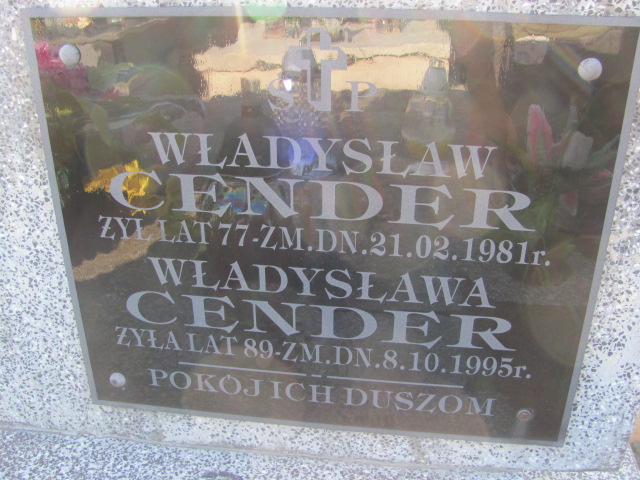 S P
WŁADYSŁAW
CENDER
ŻYŁ LAT 77-ZM.DN.21.02.1981r.
WŁADYSŁAWA
CENDER
ŻYŁA LAT 89-ZM.DN.8.10.1995r.
POKÓJ ICH DUSZOM